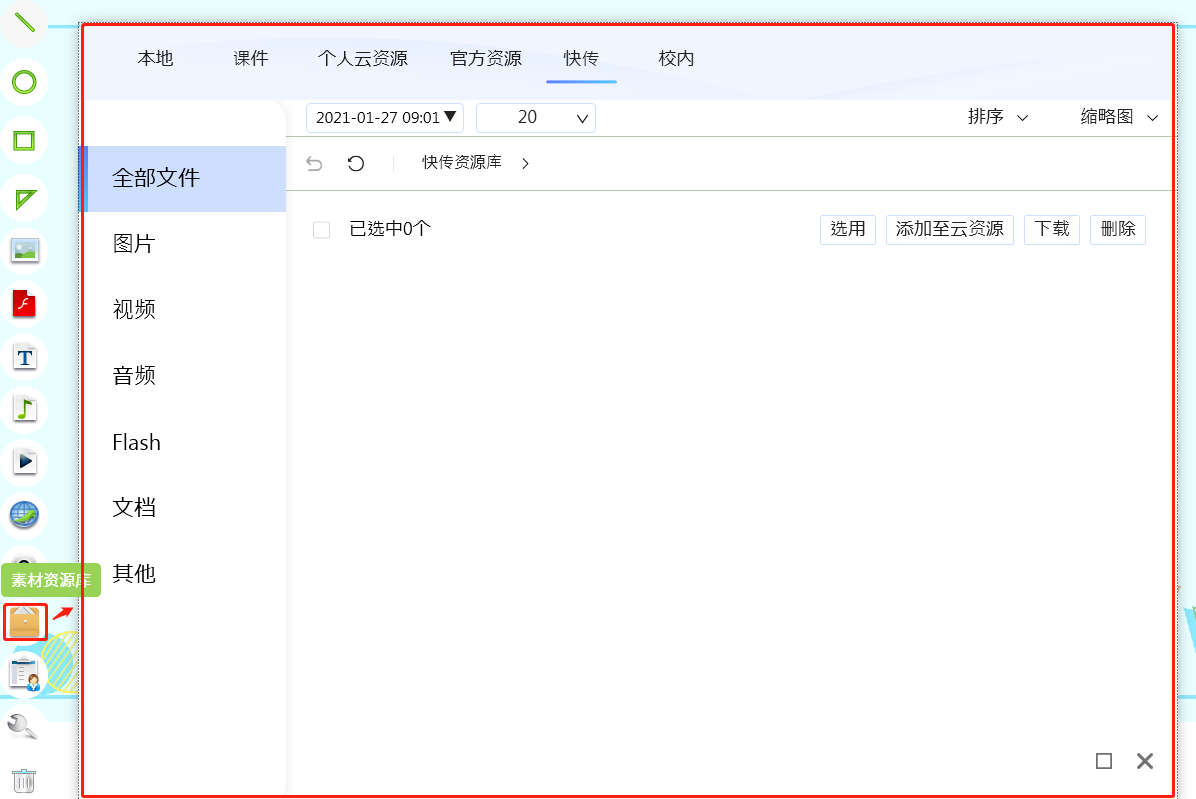 本地 课件 个人云资源 官方资源 快传 校内
2021-01-27 09:01 20 排序 缩略图
快传资源库
已选中0个 选用 添加至云资源 下载 删除
全部文件
图片
视频
音频
Flash
文档
其他
T
素材资源库